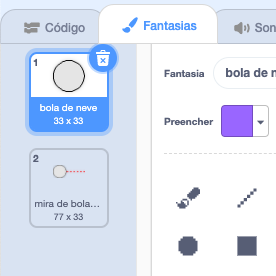 Código
Fantasias
Son
1
bola de neve
33 x 33
2
mira de bola...
77 x 33
Fantasia
bola de n
Preencher